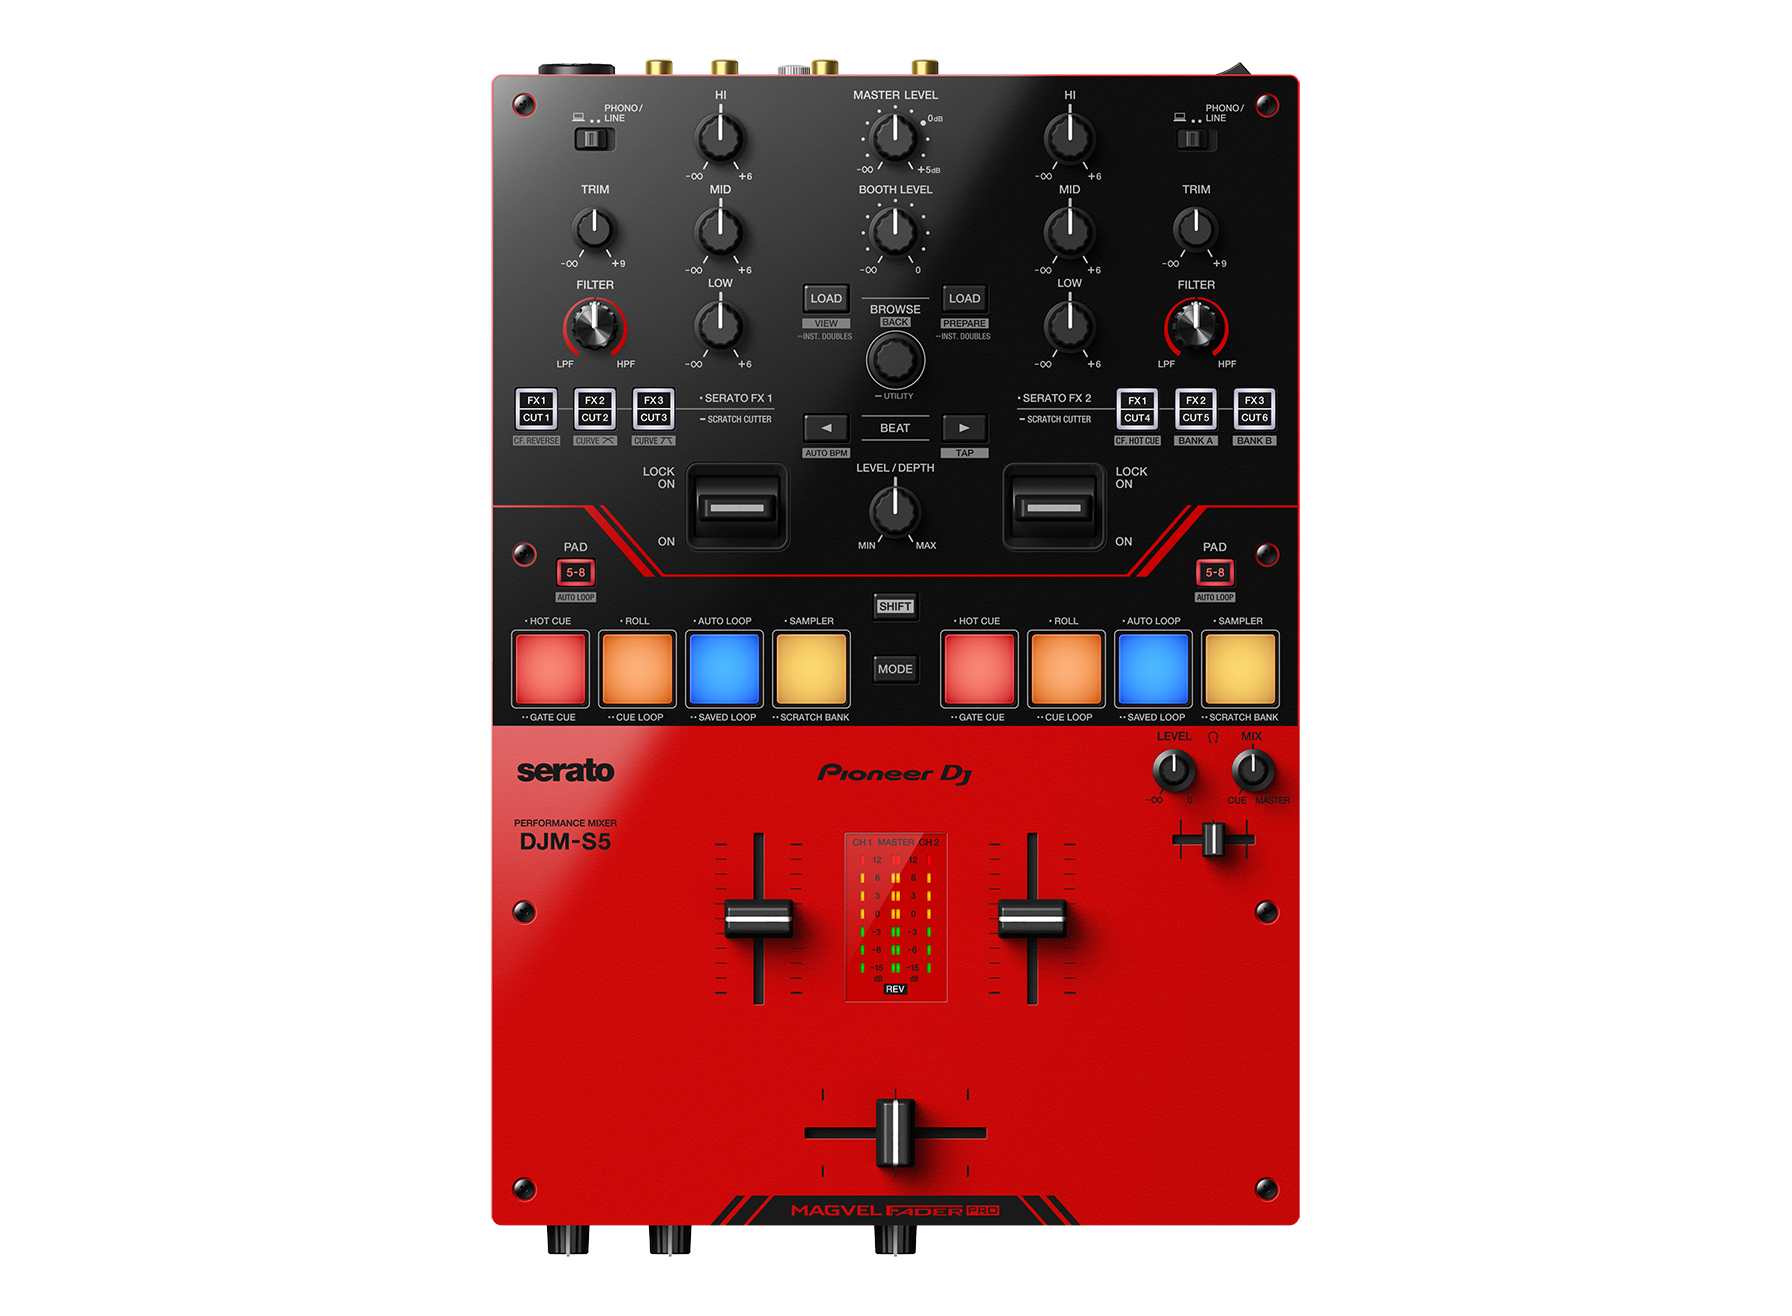 HI
MASTER LEVEL
HI
PHONO/
LINE
0dB
PHONO/
LINE
-∞ +6
-∞ +5dB
-∞ +6
TRIM
MID
BOOTH LEVEL
MID
TRIM
-∞ +9
-∞ +6
-∞ 0
-∞ +6
-∞ +9
FILTER
LOW
LOW
FILTER
LOAD
BROWSE
LOAD
VIEW
BACK
PREPARE
INST. DOUBLES
INST. DOUBLES
LPF HPF
-∞ +6
-∞ +6
LPF HPF
UTILITY
FX1 FX2 FX3
CUT1 CUT2 CUT3
SERATO FX 1
SCRATCH CUTTER
SERATO FX 2
SCRATCH CUTTER
FX1 FX2 FX3
CUT4 CUT5 CUT6
CF. REVERSE CURVE CURVE
BEAT
CF. HOT CUE BANK A BANK B
AUTO BPM
TAP
LOCK
ON
LEVEL / DEPTH
LOCK
ON
ON
MIN MAX
ON
PAD
5-8
AUTO LOOP
PAD
5-8
AUTO LOOP
SHIFT
HOT CUE ROLL AUTO LOOP SAMPLER
HOT CUE ROLL AUTO LOOP SAMPLER
MODE
GATE CUE CUE LOOP SAVED LOOP SCRATCH BANK
GATE CUE CUE LOOP SAVED LOOP SCRATCH BANK
LEVEL MIX
serato
Pioneer Dj
-∞ 0
CUE MASTER
PERFORMANCE MIXER
DJM-S5
CH1 MASTER CH2
12 12
6 6
3 3
0 0
-3 -3
-6 -6
-15 -15
dB dB
REV
MAGVEL FADER PRO